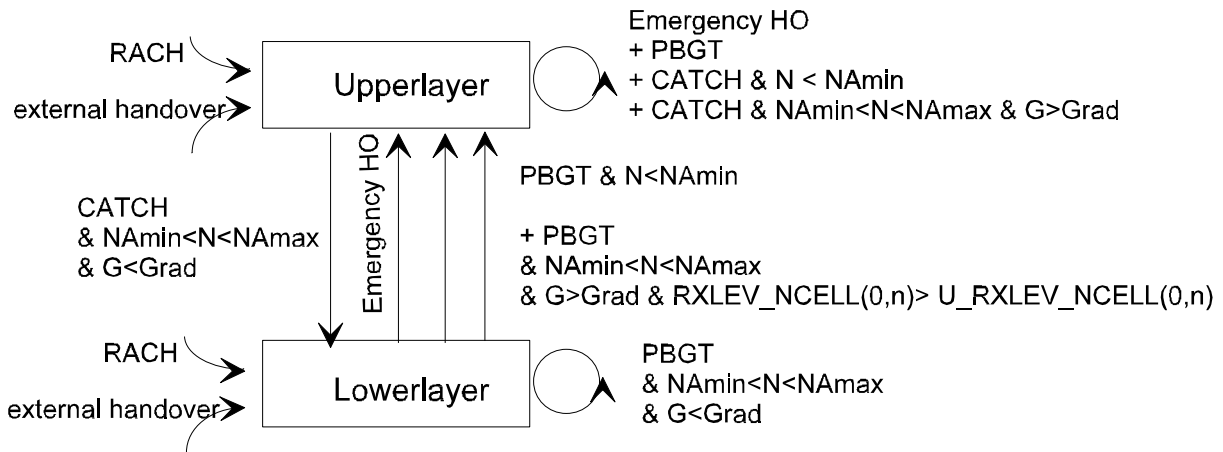 RACH
external handover
Upperlayer
Emergency HO
+ PBGT
+ CATCH & N < NAmin
+ CATCH & NAmin<N<NAmax & G>Grad
CATCH
& NAmin<N<NAmax
& G<Grad
Emergency HO
PBGT & N<NAmin
+ PBGT
& NAmin<N<NAmax
& G>Grad & RXLEV_NCELL(0,n)> U_RXLEV_NCELL(0,n)
RACH
external handover
Lowerlayer
PBGT
& NAmin<N<NAmax
& G<Grad